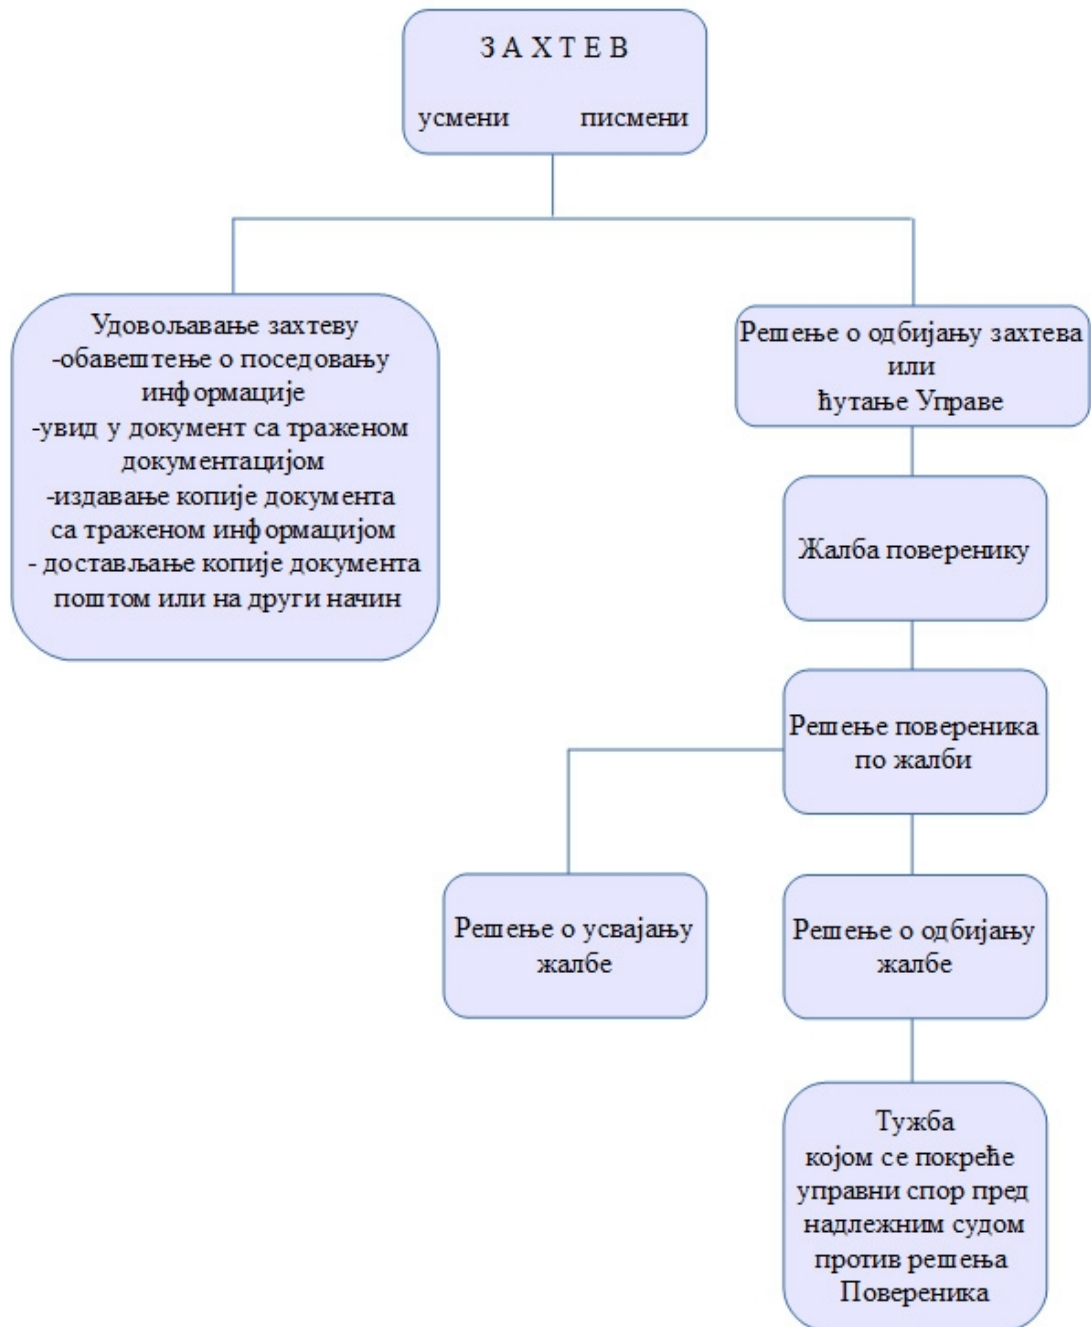 З А Х Т Е В
усмени писмени
Удовољавање захтеву
-обавештење о поседовању
информације
-увид у документ са траженом
документацијом
-издавање копије документа
са траженом информацијом
- достављање копије документа
поштом или на други начин
Решење о одбијању захтева
или
ћутање Управе
Жалба поверенику
Решење повереника
по жалби
Решење о усвајању
жалбе
Решење о одбијању
жалбе
Тужба
којом се покреће
управни спор пред
надлежним судом
против решења
Повереника